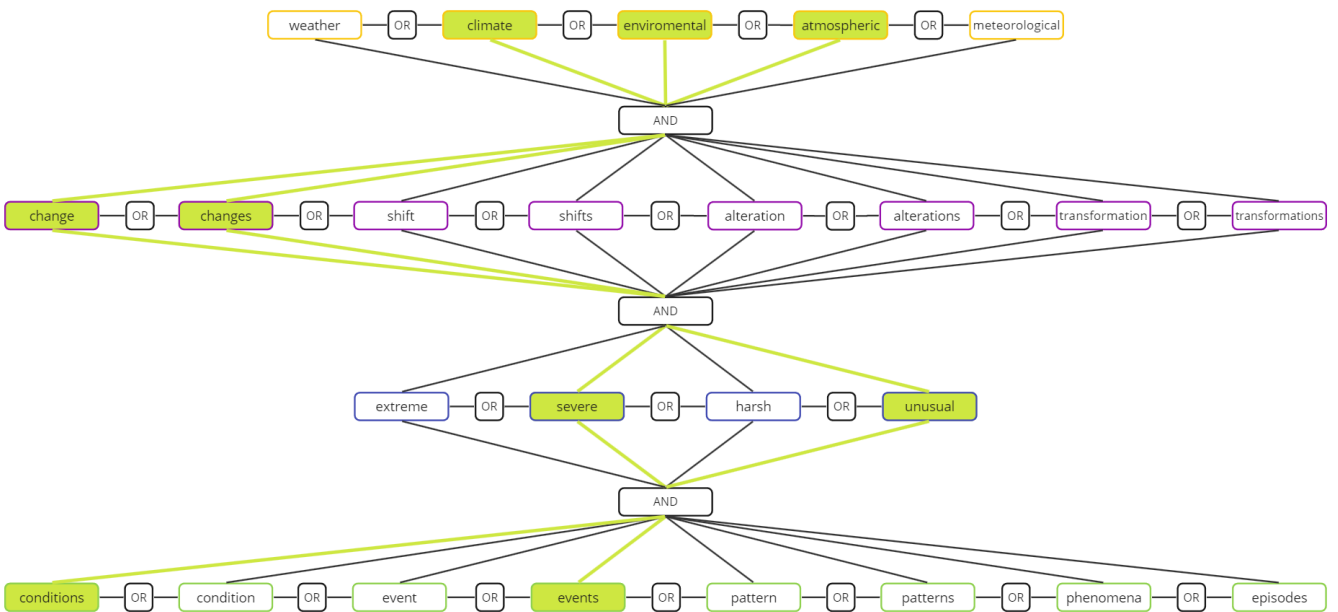 weather OR climate OR enviromental OR atmospheric OR meteorological
AND
change OR changes OR shift OR shifts OR alteration OR alterations OR transformation OR transformations
AND
extreme OR severe OR harsh OR unusual
AND
conditions OR condition OR event OR events OR pattern OR patterns OR phenomena OR episodes